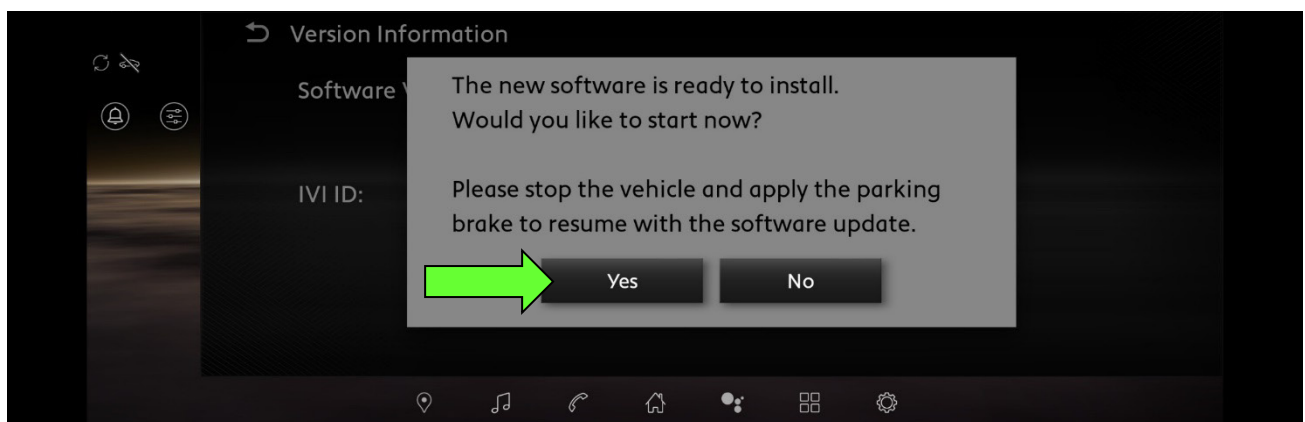 Version Information
Software V
The new software is ready to install.
Would you like to start now?
IVI ID:
Please stop the vehicle and apply the parking
brake to resume with the software update.
Yes
No